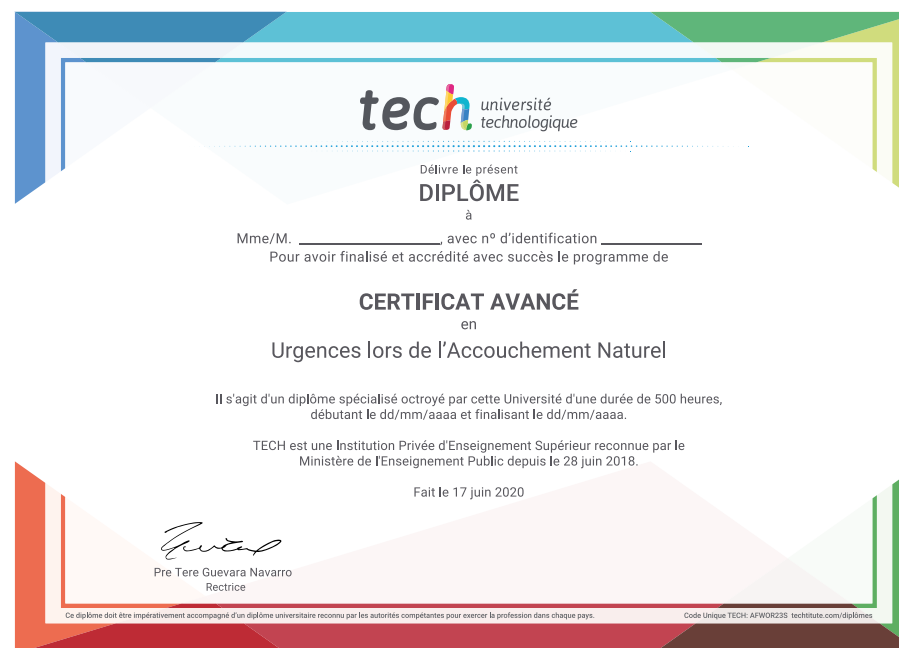 tech université
technologique
Délivre le présent
DIPLÔME
à
Mme/M. ____________________, avec nº d'identification ______________
Pour avoir finalisé et accrédité avec succès le programme de
CERTIFICAT AVANCÉ
en
Urgences lors de l'Accouchement Naturel
Il s'agit d'un diplôme spécialisé octroyé par cette Université d'une durée de 500 heures,
débutant le dd/mm/aaaa et finalisant le dd/mm/aaaa.
TECH est une Institution Privée d'Enseignement Supérieur reconnue par le
Ministère de l'Enseignement Public depuis le 28 juin 2018.
Fait le 17 juin 2020
Pre Tere Guevara Navarro
Rectrice
Ce diplôme doit être impérativement accompagné d'un diplôme universitaire reconnu par les autorités compétentes pour exercer la profession dans chaque pays.
Code Unique TECH: AFWOR23S techtitute.com/diplômes